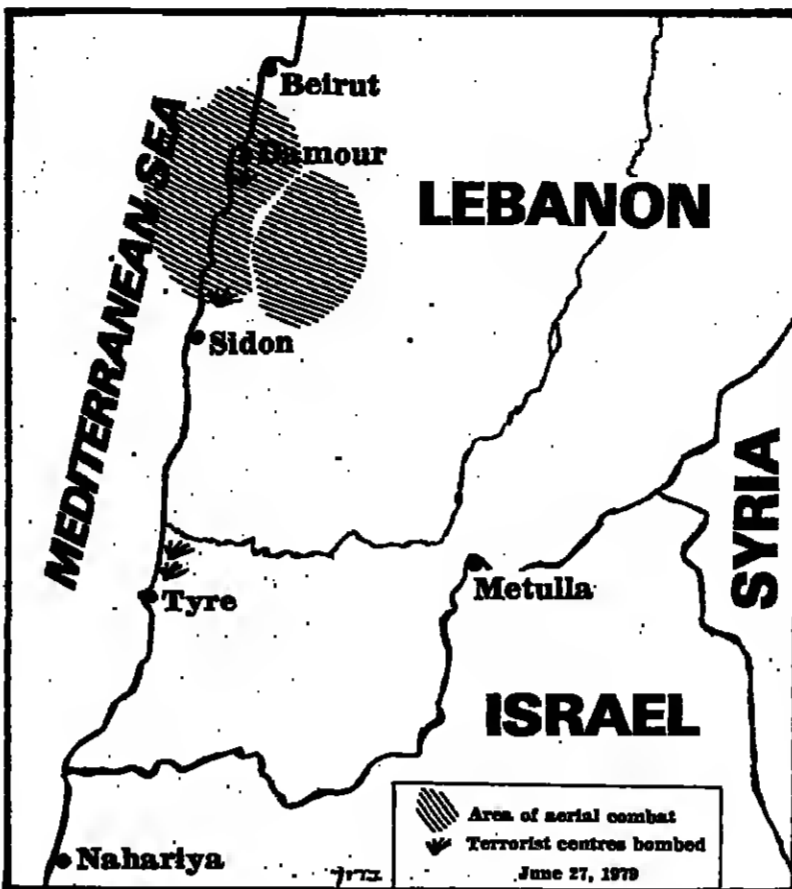 Beirut
Damour
MEDITERRANEAN SEA
LEBANON
Sidon
SYRIA
Metulla
Tyre
ISRAEL
Area of aerial combat
Terrorist centres bombed
June 27, 1979
Nahariya